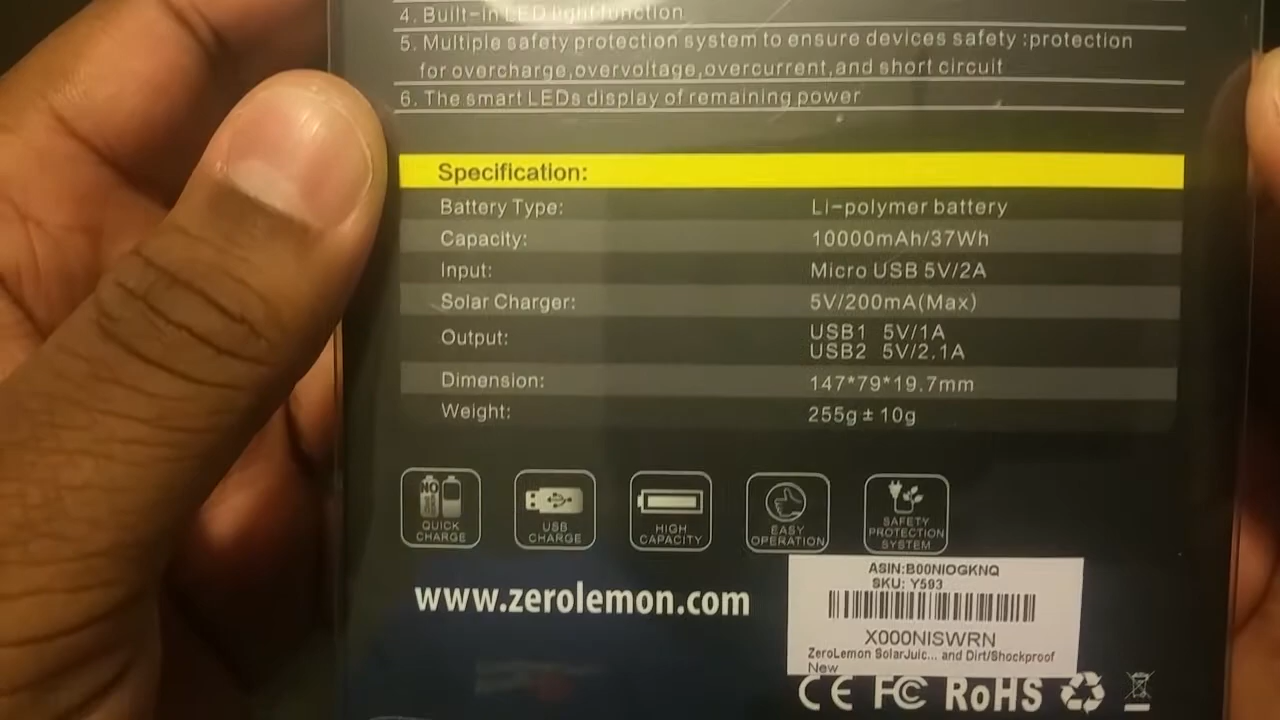 4. Built-in LED light function
5. Multiple safety protection system to ensure devices safety :protection
for overcharge,overvoltage,overcurrent,and short circuit
6. The smart LEDs display of remaining power
Specification:
Battery Type: Li-polymer battery
Capacity: 10000mAh/37Wh
Input: Micro USB 5V/2A
Solar Charger: 5V/200mA(Max)
Output: USB1 5V/1A
USB2 5V/2.1A
Dimension: 147*79*19.7mm
Weight: 255g±10g
NO
QUICK
CHARGE
USB
CHARGE
HIGH
CAPACITY
EASY
OPERATION
SAFETY
PROTECTION
SYSTEM
www.zerolemon.com
ASIN:B00NIOGKNQ
SKU: Y593
X000NISWRN
ZeroLemon SolarJuic... and Dirt/Shockproof
New
CE FC RoHS